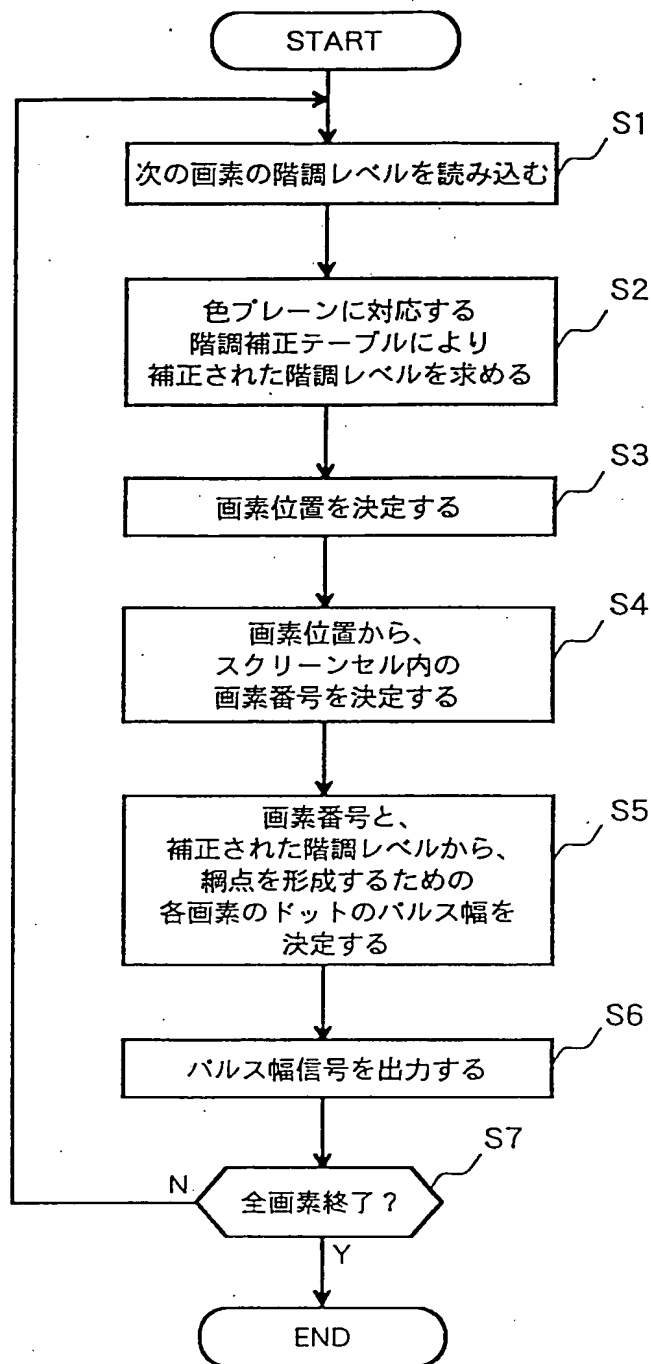 START
S1
次の画素の階調レベルを読み込む
S2
色プレーンに対応する
階調補正テーブルにより
補正された階調レベルを求める
S3
画素位置を決定する
S4
画素位置から、
スクリーンセル内の
画素番号を決定する
S5
画素番号と、
補正された階調レベルから、
網点を形成するための
各画素のドットのパルス幅を
決定する
S6
パルス幅信号を出力する
S7
N
全画素終了?
Y
END